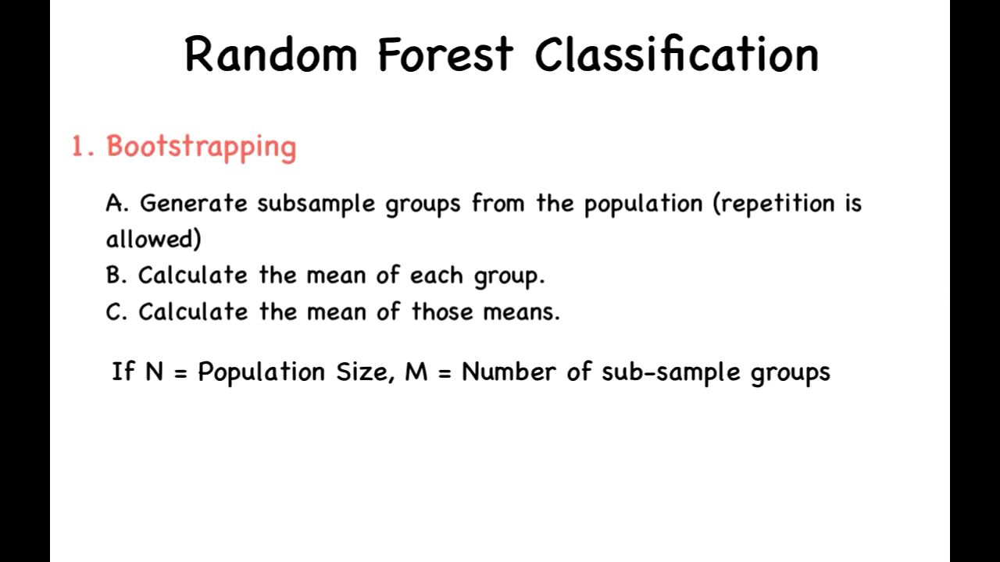 Random Forest Classification
1. Bootstrapping
A. Generate subsample groups from the population (repetition is
allowed)
B. Calculate the mean of each group.
C. Calculate the mean of those means.
If N = Population Size, M = Number of sub-sample groups